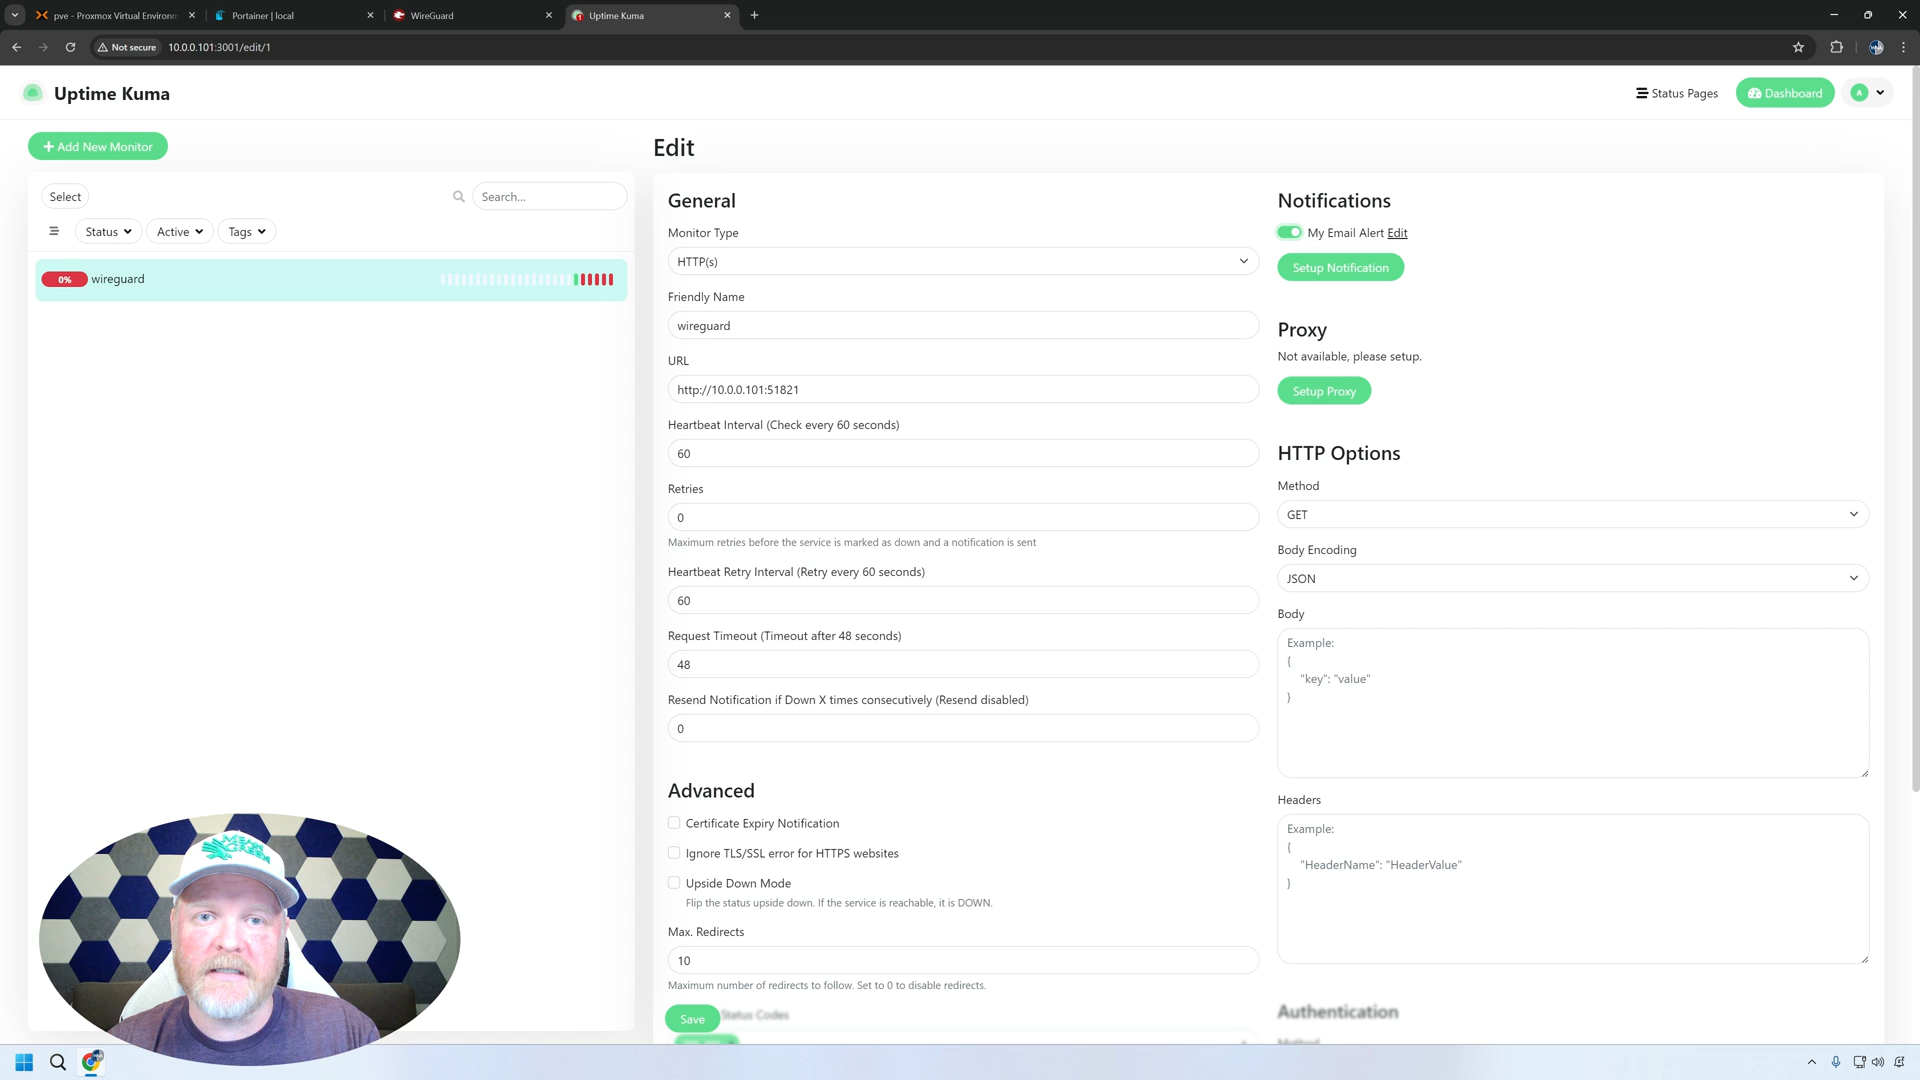 pve - Proxmox Virtual Environm
Portainer | local
WireGuard
Uptime Kuma
Not secure
10.0.0.101:3001/edit/1
Uptime Kuma
Status Pages
Dashboard
A
Add New Monitor
Edit
Select
Search...
Status
Active
Tags
0%
wireguard
General
Monitor Type
HTTP(s)
Friendly Name
wireguard
URL
http://10.0.0.101:51821
Heartbeat Interval (Check every 60 seconds)
60
Retries
0
Maximum retries before the service is marked as down and a notification is sent
Heartbeat Retry Interval (Retry every 60 seconds)
60
Request Timeout (Timeout after 48 seconds)
48
Resend Notification if Down X times consecutively (Resend disabled)
0
Advanced
Certificate Expiry Notification
Ignore TLS/SSL error for HTTPS websites
Upside Down Mode
Flip the status upside down. If the service is reachable, it is DOWN.
Max. Redirects
10
Maximum number of redirects to follow. Set to 0 to disable redirects.
Save
Status Codes
Notifications
My Email Alert Edit
Setup Notification
Proxy
Not available, please setup.
Setup Proxy
HTTP Options
Method
GET
Body Encoding
JSON
Body
Example:
{
"key": "value"
}
Headers
Example:
{
"HeaderName": "HeaderValue"
}
Authentication
Method
MEAN
GREEN